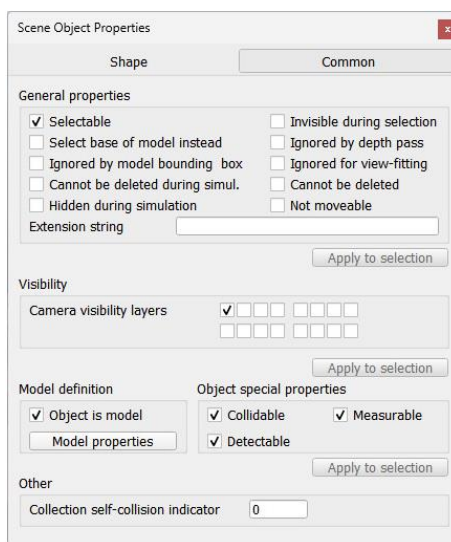 Scene Object Properties
x
Shape Common
General properties
Selectable Invisible during selection
Select base of model instead Ignored by depth pass
Ignored by model bounding box Ignored for view-fitting
Cannot be deleted during simul. Cannot be deleted
Hidden during simulation Not moveable
Extension string
Apply to selection
Visibility
Camera visibility layers
Apply to selection
Model definition Object special properties
Object is model Collidable Measurable
Model properties Detectable
Apply to selection
Other
Collection self-collision indicator 0